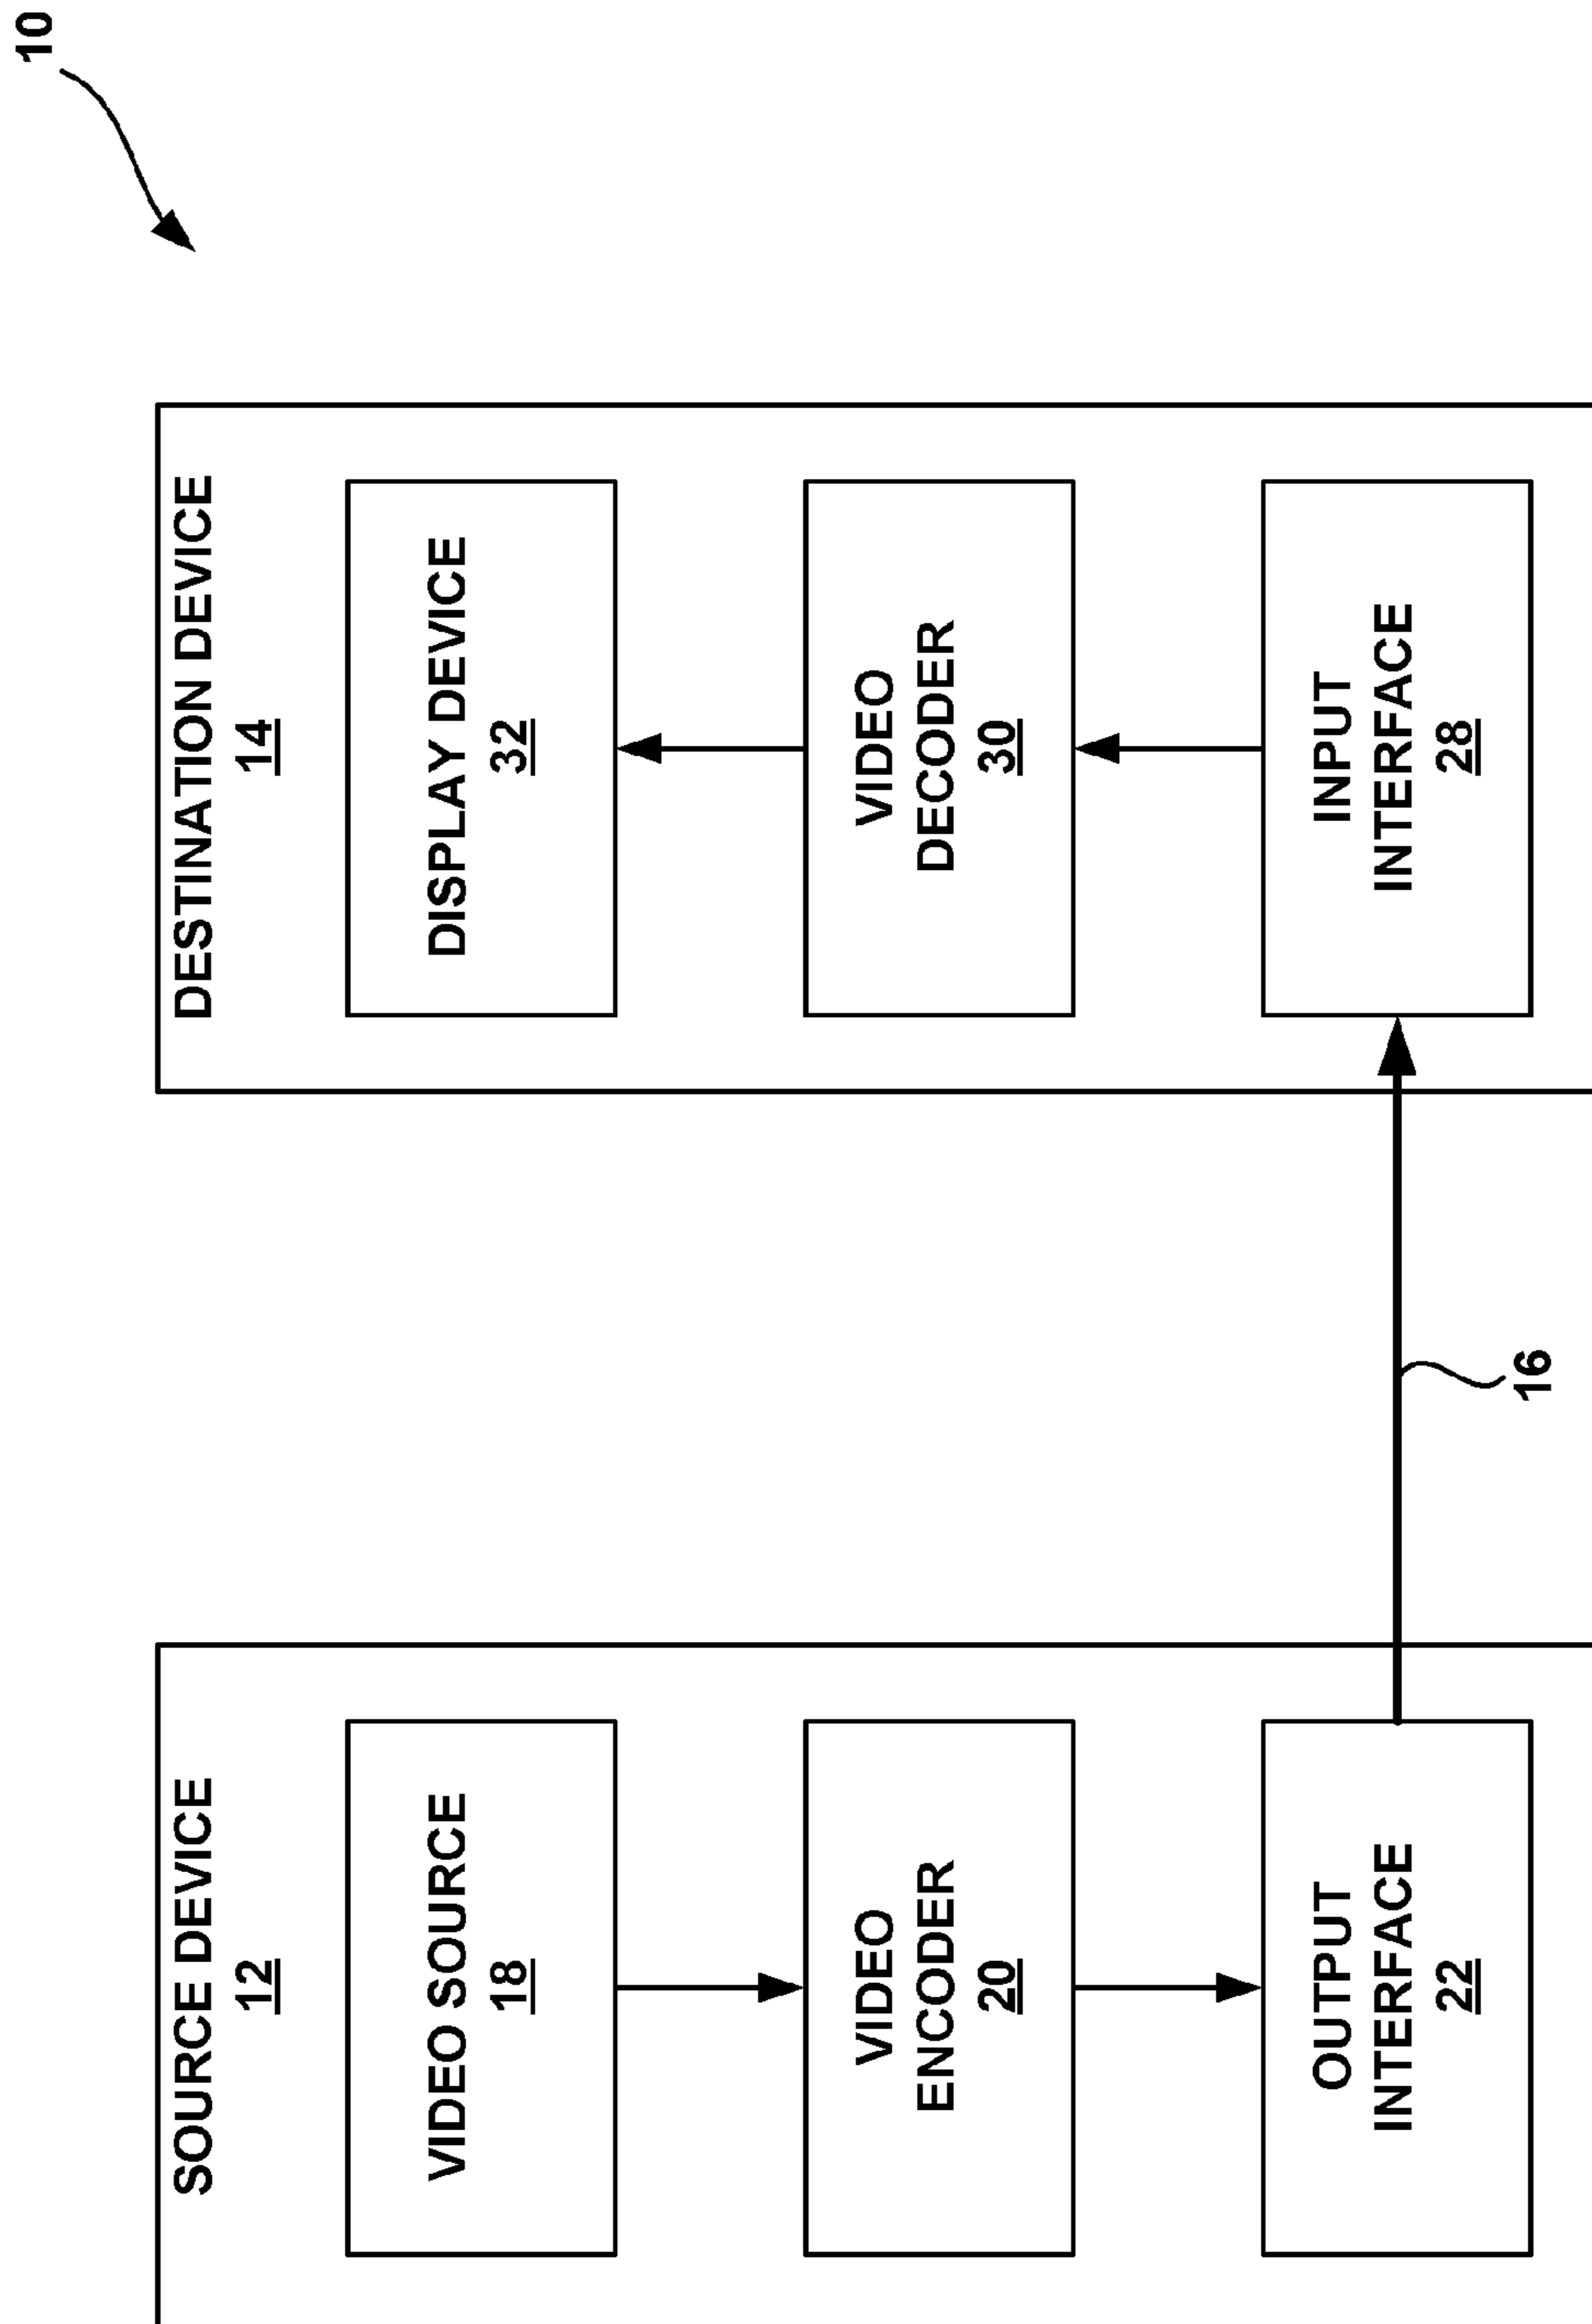 10
SOURCE DEVICE
12
VIDEO SOURCE
18
VIDEO
ENCODER
20
OUTPUT
INTERFACE
22
16
DESTINATION DEVICE
14
DISPLAY DEVICE
32
VIDEO
DECODER
30
INPUT
INTERFACE
28